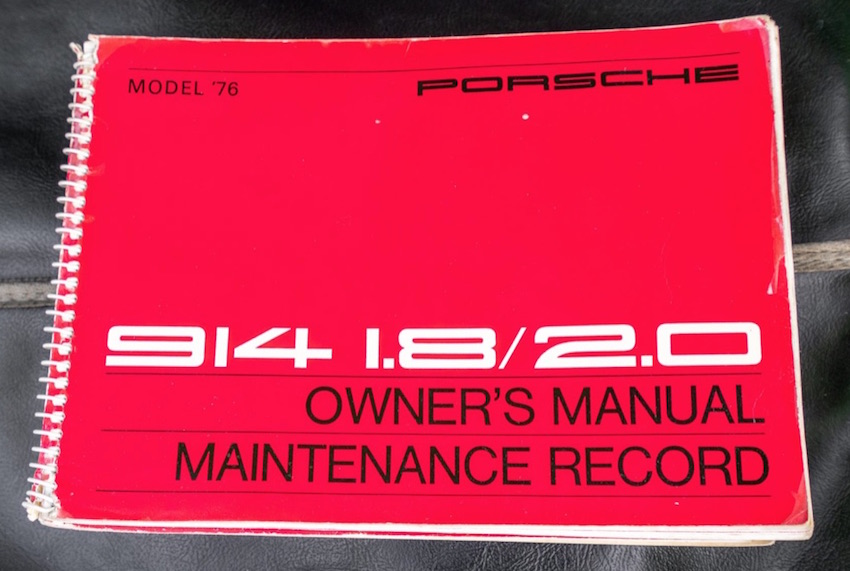 MODEL '76 PORSCHE
914 1.8/2.0
OWNER'S MANUAL
MAINTENANCE RECORD